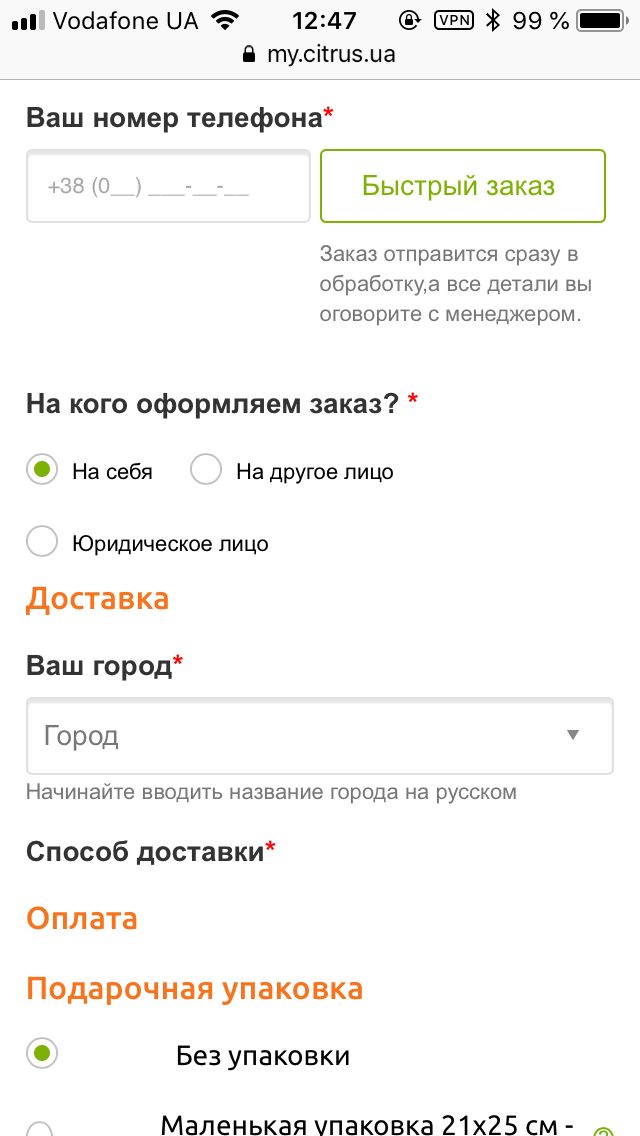 Vodafone UA 12:47 VPN 99 %
my.citrus.ua
Ваш номер телефона*
+38 (0__) ___-__-__
Быстрый заказ
Заказ отправится сразу в
обработку,а все детали вы
оговорите с менеджером.
На кого оформляем заказ? *
На себя
На другое лицо
Юридическое лицо
Доставка
Ваш город*
Город
Начинайте вводить название города на русском
Способ доставки*
Оплата
Подарочная упаковка
Без упаковки
Маленькая упаковка 21х25 см -